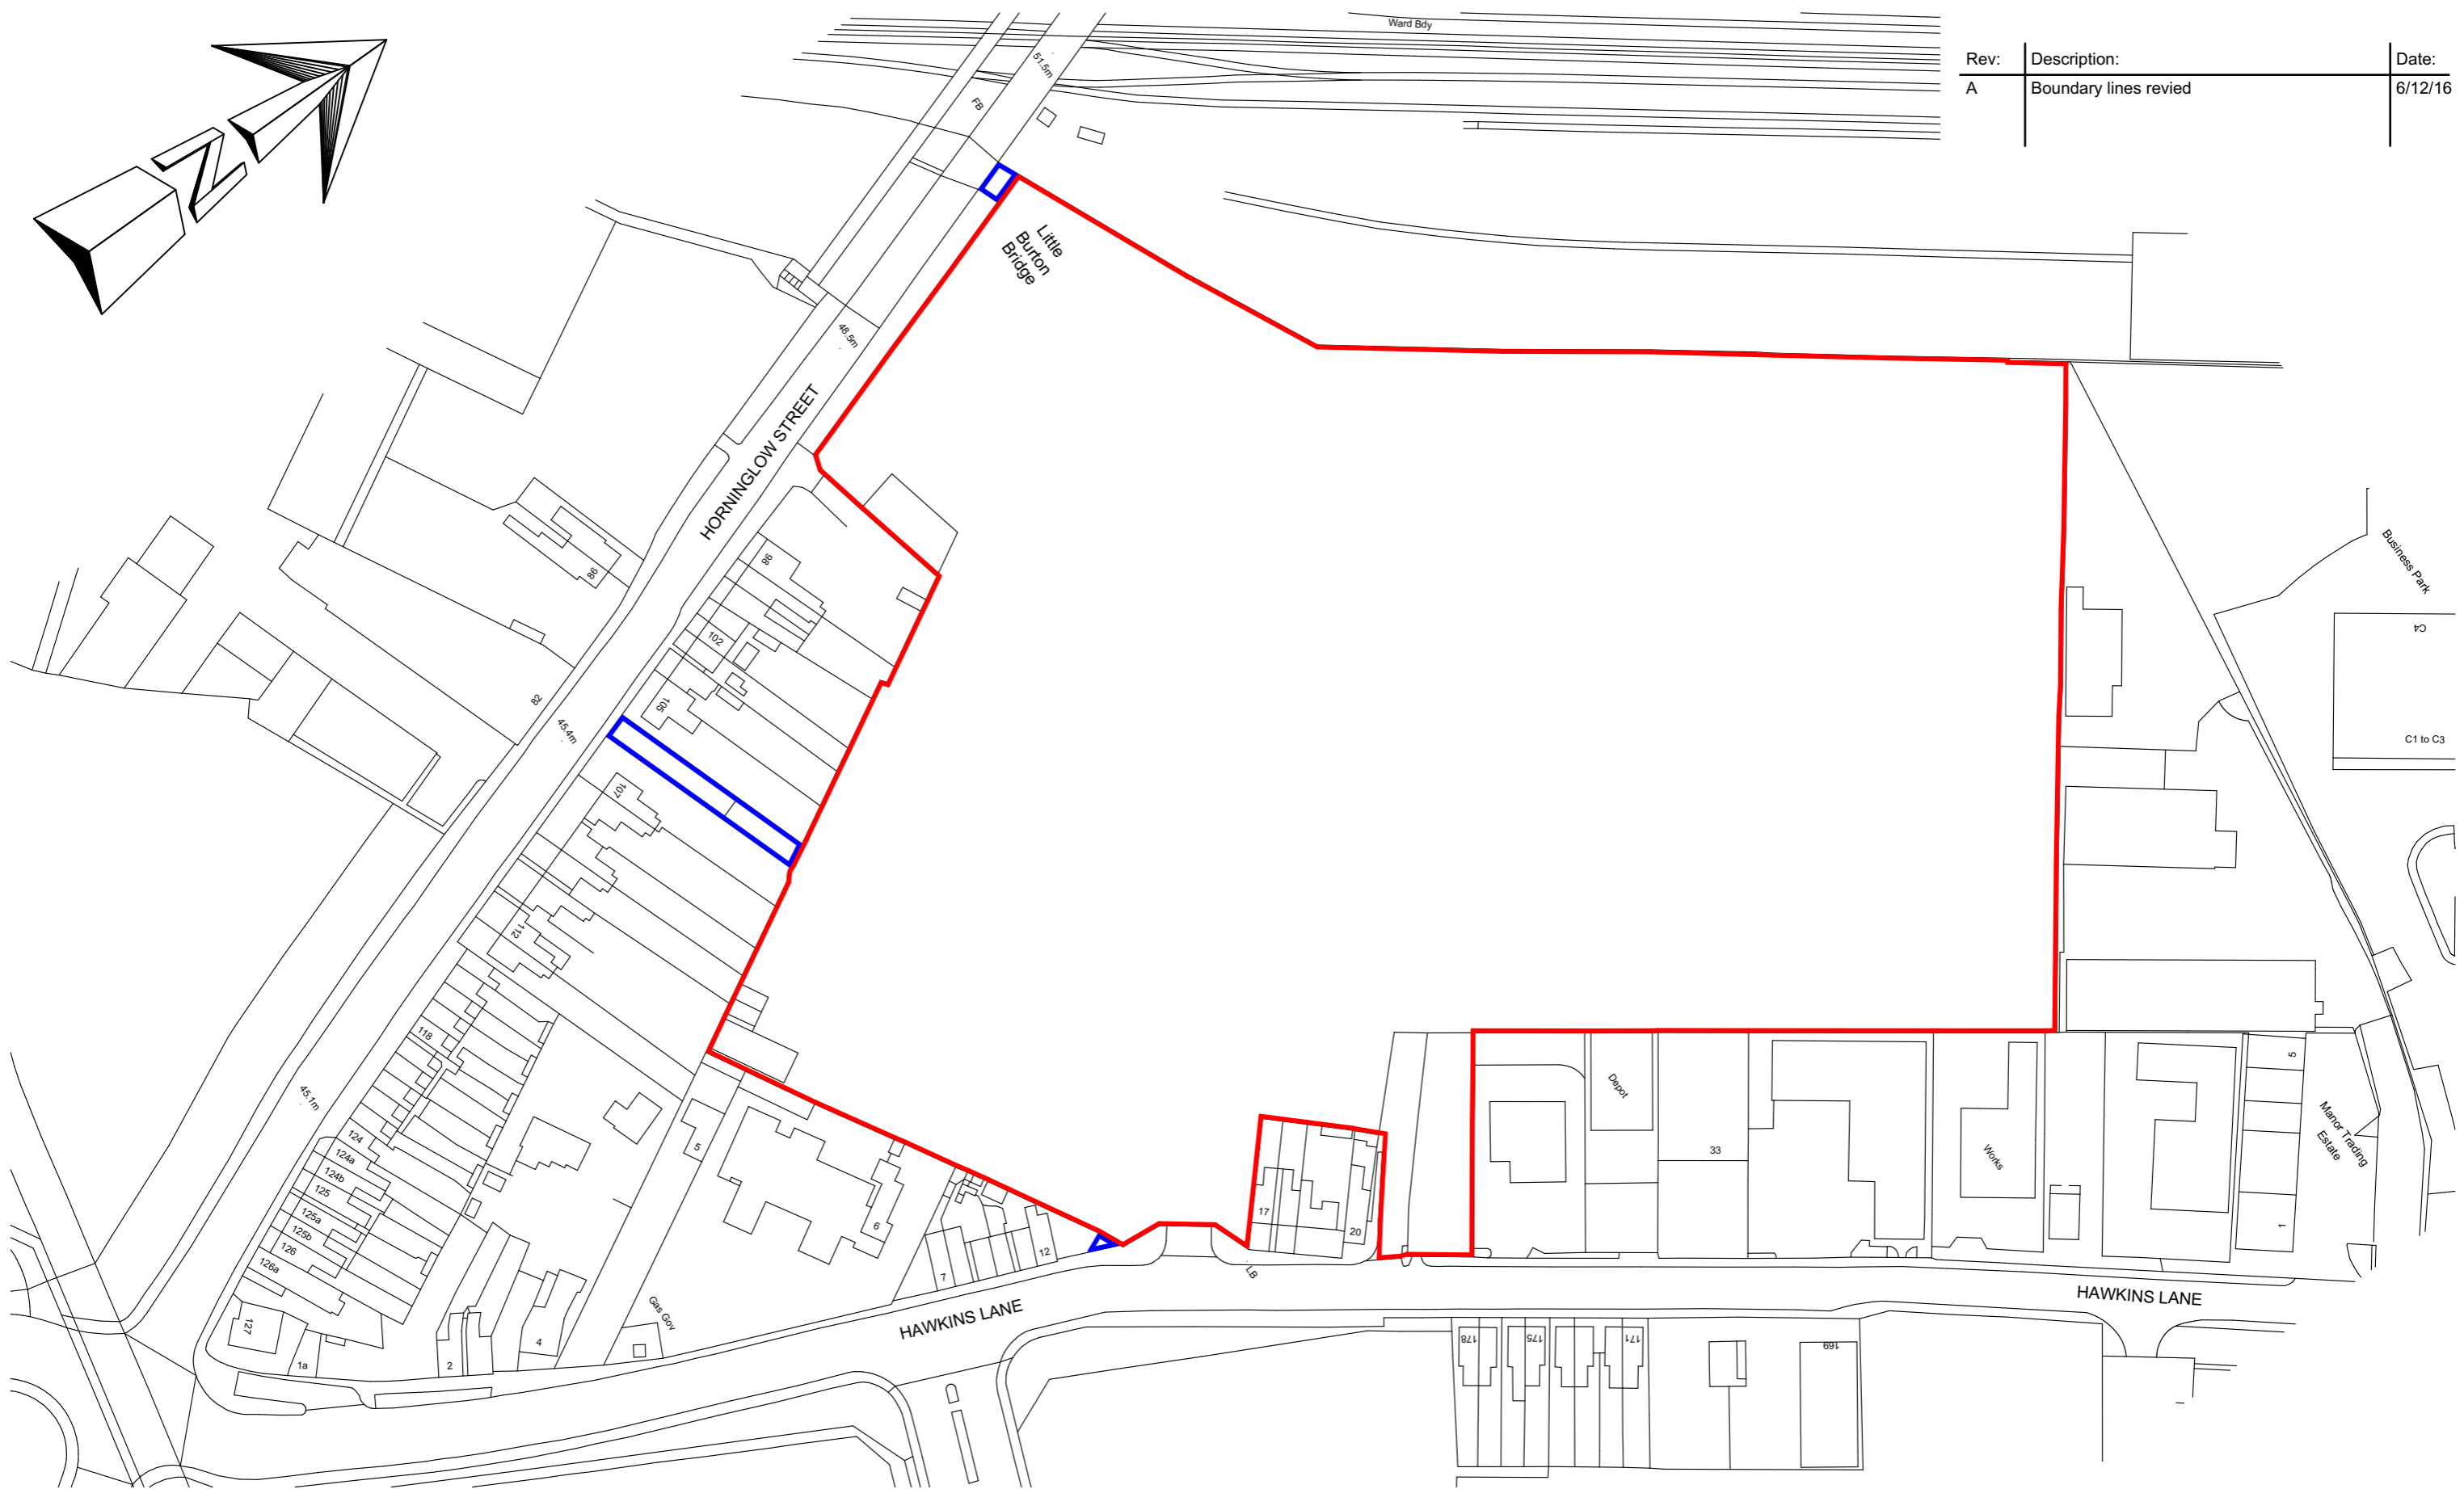 Ward Bdy
51.5m
FB
Rev: Description: Date:
A Boundary lines revied 6/12/16
N
Little
Burton
Bridge
48.5m
HORNINGLOW STREET
98
98
102
105
82
45.4m
107
112
118
45.1m
124
124a
124b
125
125a
125b
126
126a
127
1a
2
4
Gas Gov
5
6
7
12
HAWKINS LANE
17
20
LB
Depot
33
Works
Business Park
C4
C1 to C3
5
1
Manor Trading
Estate
HAWKINS LANE
178
175
171
169